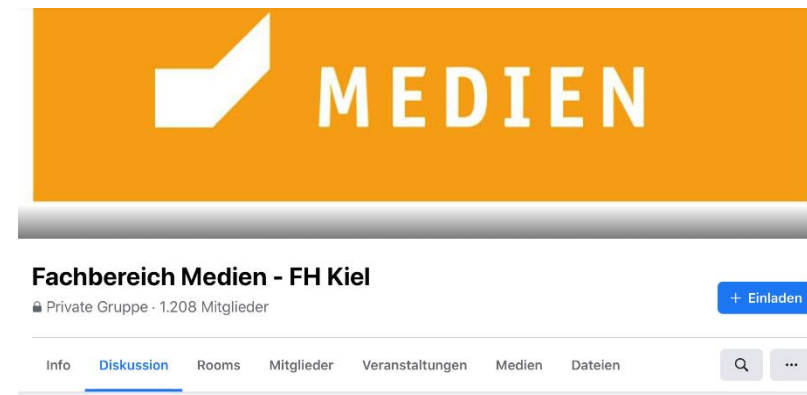 MEDIEN
Fachbereich Medien - FH Kiel
Private Gruppe · 1.208 Mitglieder
+ Einladen
Info Diskussion Rooms Mitglieder Veranstaltungen Medien Dateien